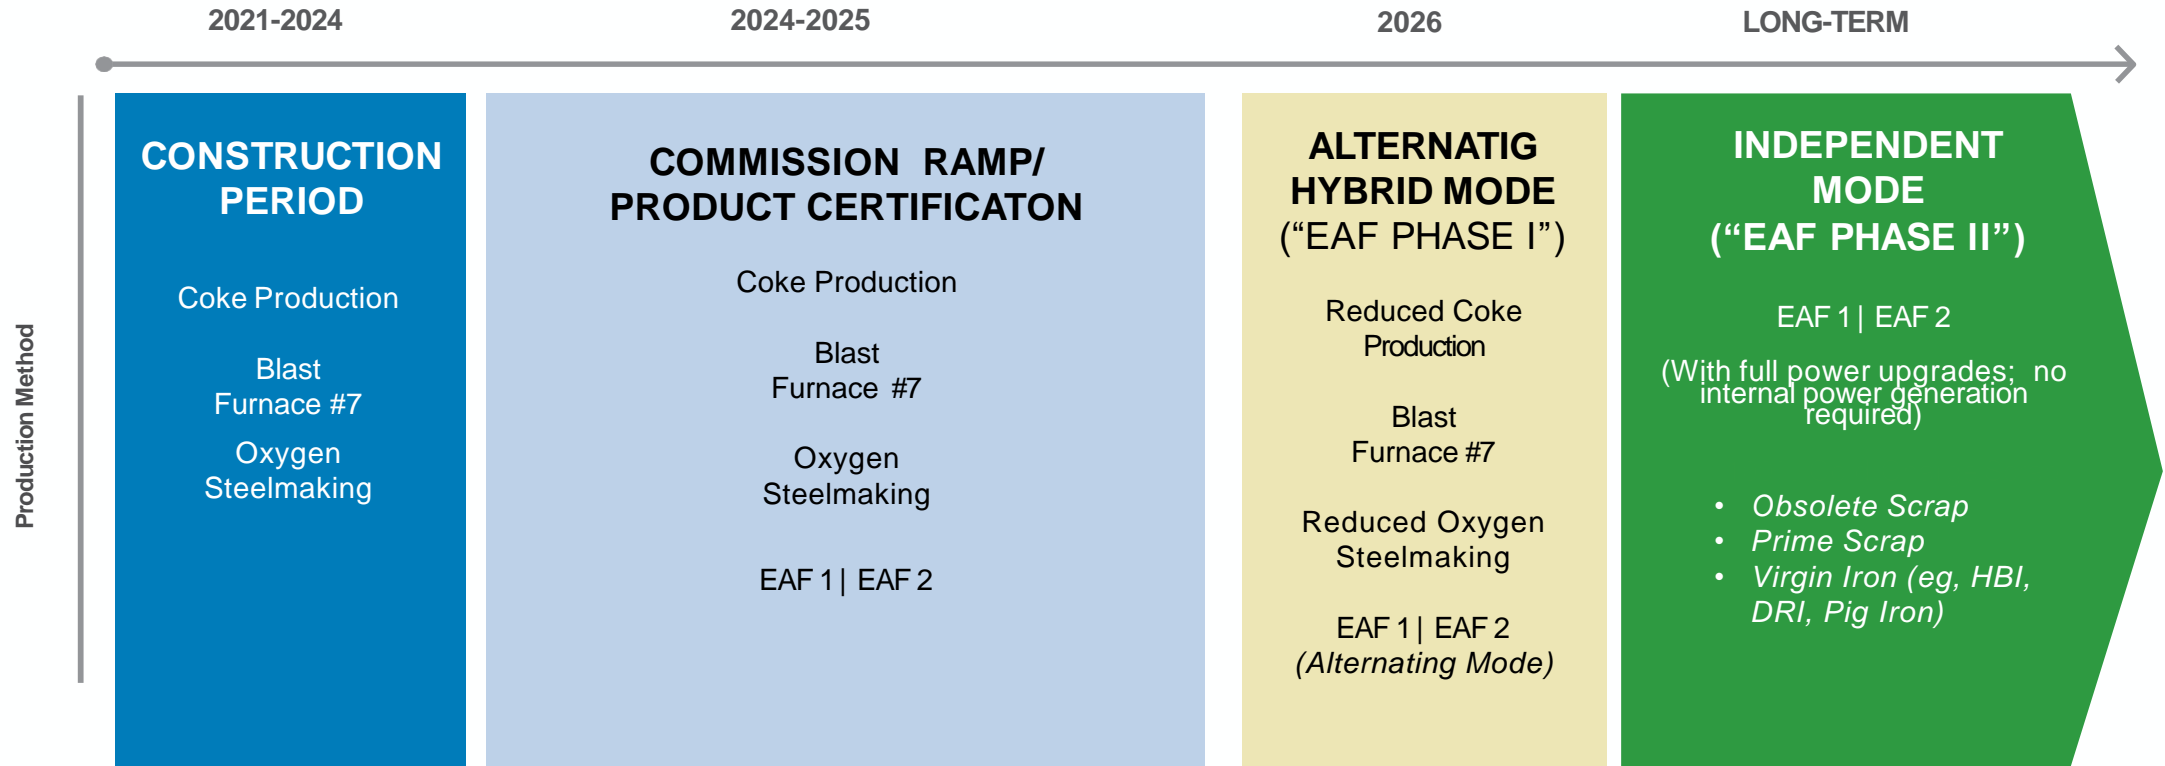 2021-2024
2024-2025
2026
LONG-TERM
Production Method
CONSTRUCTION
PERIOD
Coke Production
Blast
Furnace #7
Oxygen
Steelmaking
COMMISSION RAMP/
PRODUCT CERTIFICATON
Coke Production
Blast
Furnace #7
Oxygen
Steelmaking
EAF 1 | EAF 2
ALTERNATIG
HYBRID MODE
(“EAF PHASE I”)
Reduced Coke
Production
Blast
Furnace #7
Reduced Oxygen
Steelmaking
EAF 1 | EAF 2
(Alternating Mode)
INDEPENDENT
MODE
(“EAF PHASE II”)
EAF 1 | EAF 2
(With full power upgrades; no
internal power generation
required)
• Obsolete Scrap
• Prime Scrap
• Virgin Iron (eg, HBI,
DRI, Pig Iron)